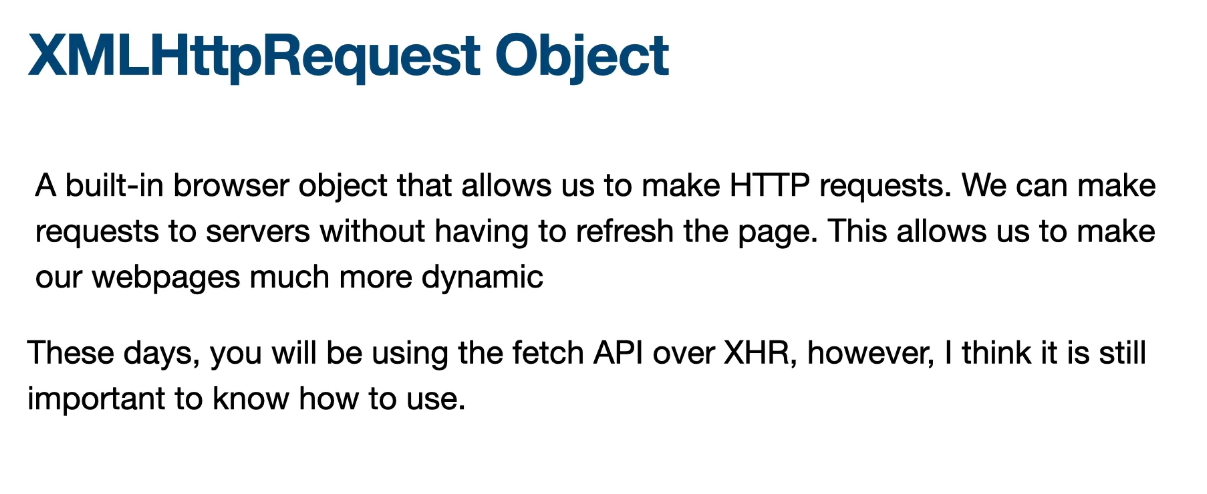 XMLHttpRequest Object
A built-in browser object that allows us to make HTTP requests. We can make
requests to servers without having to refresh the page. This allows us to make
our webpages much more dynamic
These days, you will be using the fetch API over XHR, however, I think it is still
important to know how to use.